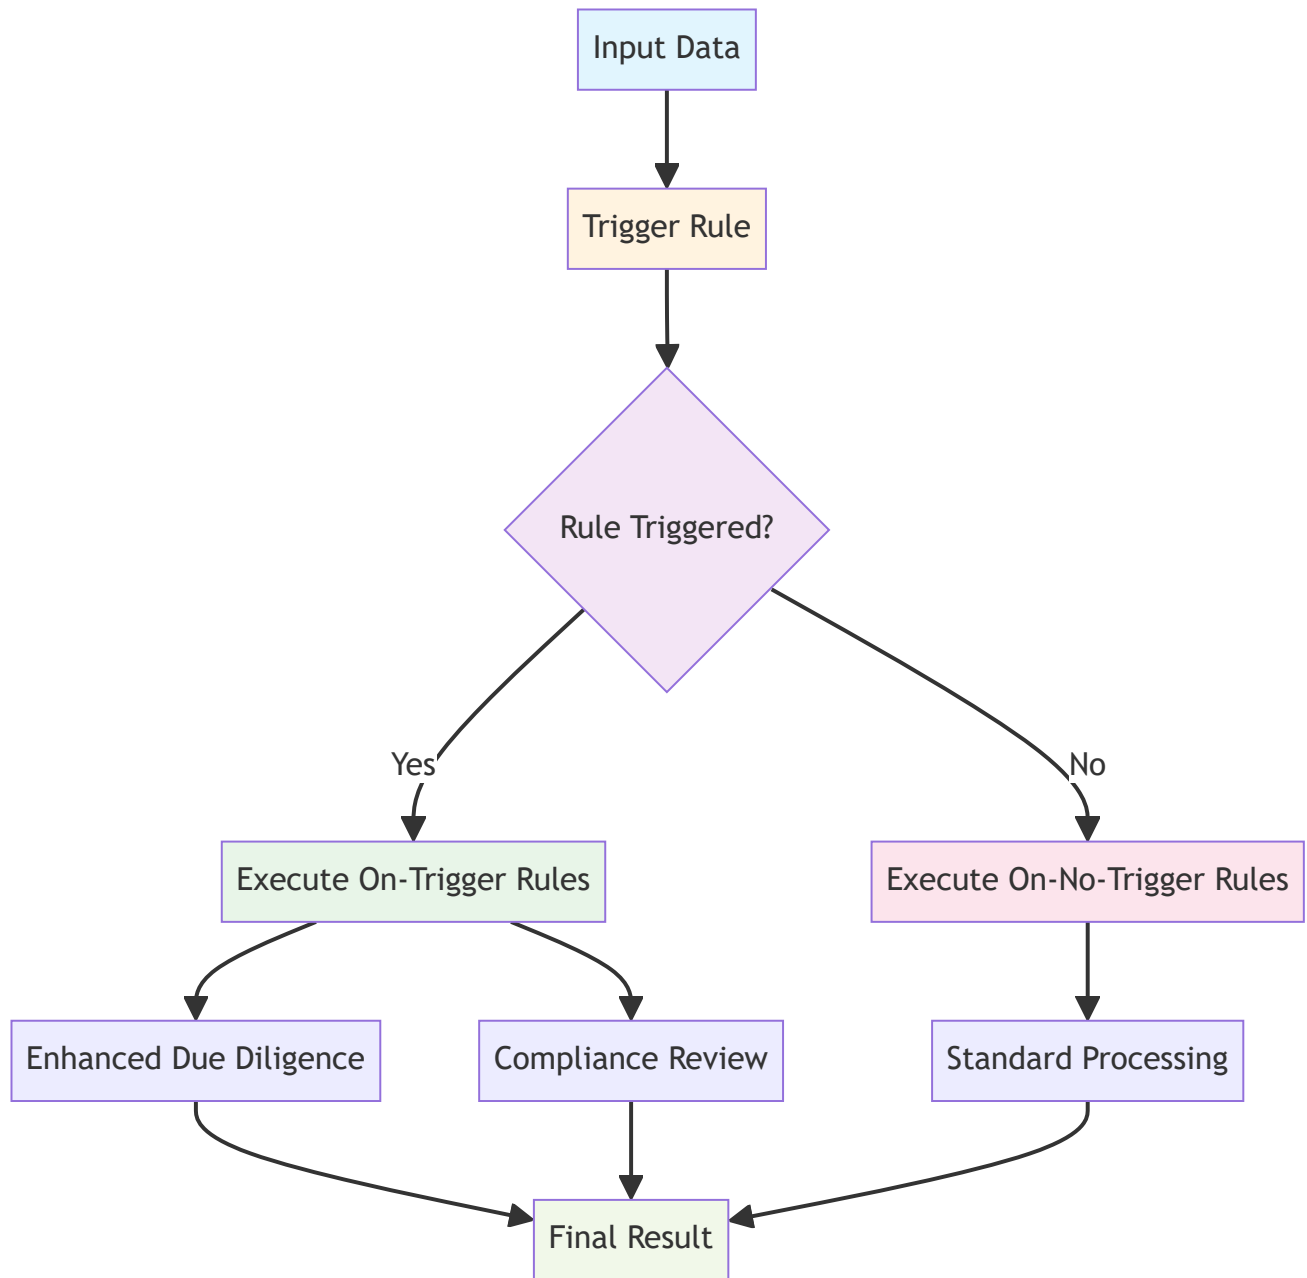 Input Data
Trigger Rule
Rule Triggered?
Yes
No
Execute On-Trigger Rules
Execute On-No-Trigger Rules
Enhanced Due Diligence
Compliance Review
Standard Processing
Final Result